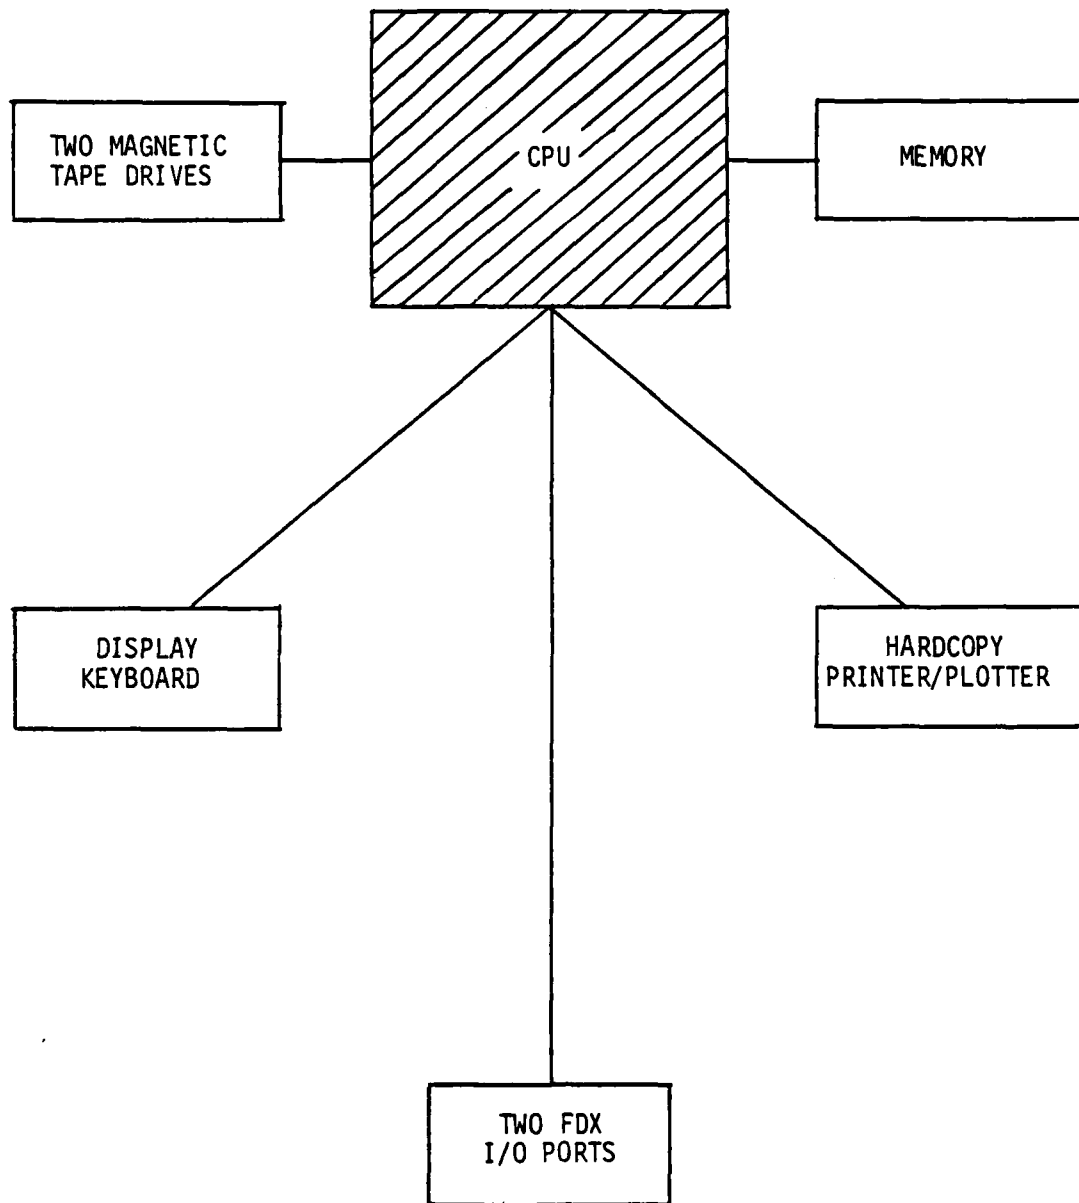 TWO MAGNETIC
TAPE DRIVES
CPU
MEMORY
DISPLAY
KEYBOARD
HARDCOPY
PRINTER/PLOTTER
TWO FDX
I/O PORTS